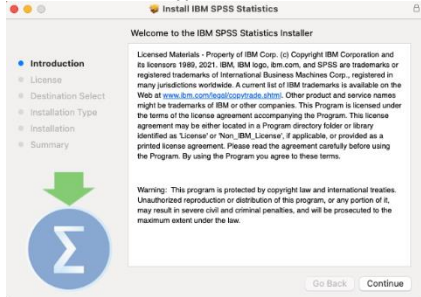 Install IBM SPSS Statistics
Welcome to the IBM SPSS Statistics Installer
Introduction
License
Destination Select
Installation Type
Installation
Summary
Licensed Materials - Property of IBM Corp. (c) Copyright IBM Corporation and
its licensors 1989, 2021. IBM, IBM logo, ibm.com, and SPSS are trademarks or
registered trademarks of International Business Machines Corp., registered in
many jurisdictions worldwide. A current list of IBM trademarks is available on the
Web at www.ibm.com/legal/copytrade.shtml. Other product and service names
might be trademarks of IBM or other companies. This Program is licensed under
the terms of the license agreement accompanying the Program. This license
agreement may be either located in a Program directory folder or library
identified as 'License' or 'Non_IBM_License', if applicable, or provided as a
printed license agreement. Please read the agreement carefully before using
the Program. By using the Program you agree to these terms.
Warning: This program is protected by copyright law and international treaties.
Unauthorized reproduction or distribution of this program, or any portion of it,
may result in severe civil and criminal penalties, and will be prosecuted to the
maximum extent under the law.
Σ
Go Back
Continue